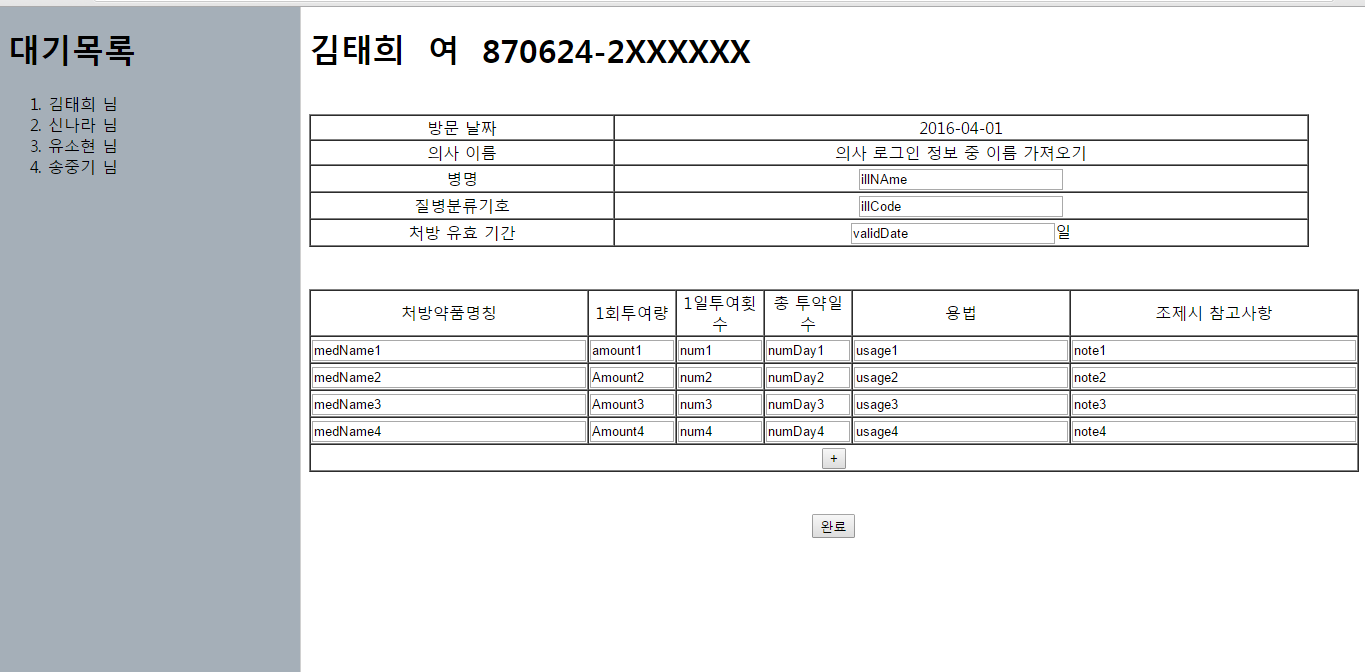 대기목록
1. 김태희 님
2. 신나라 님
3. 유소현 님
4. 송중기 님
김태희 여 870624-2XXXXXX
방문 날짜 2016-04-01
의사 이름 의사 로그인 정보 중 이름 가져오기
병명 illNAme
질병분류기호 illCode
처방 유효 기간 validDate 일
처방약품명칭 1회투여량 1일투여횟수 총 투약일수 용법 조제시 참고사항
medName1 amount1 num1 numDay1 usage1 note1
medName2 Amount2 num2 numDay2 usage2 note2
medName3 Amount3 num3 numDay3 usage3 note3
medName4 Amount4 num4 numDay4 usage4 note4
+
완료